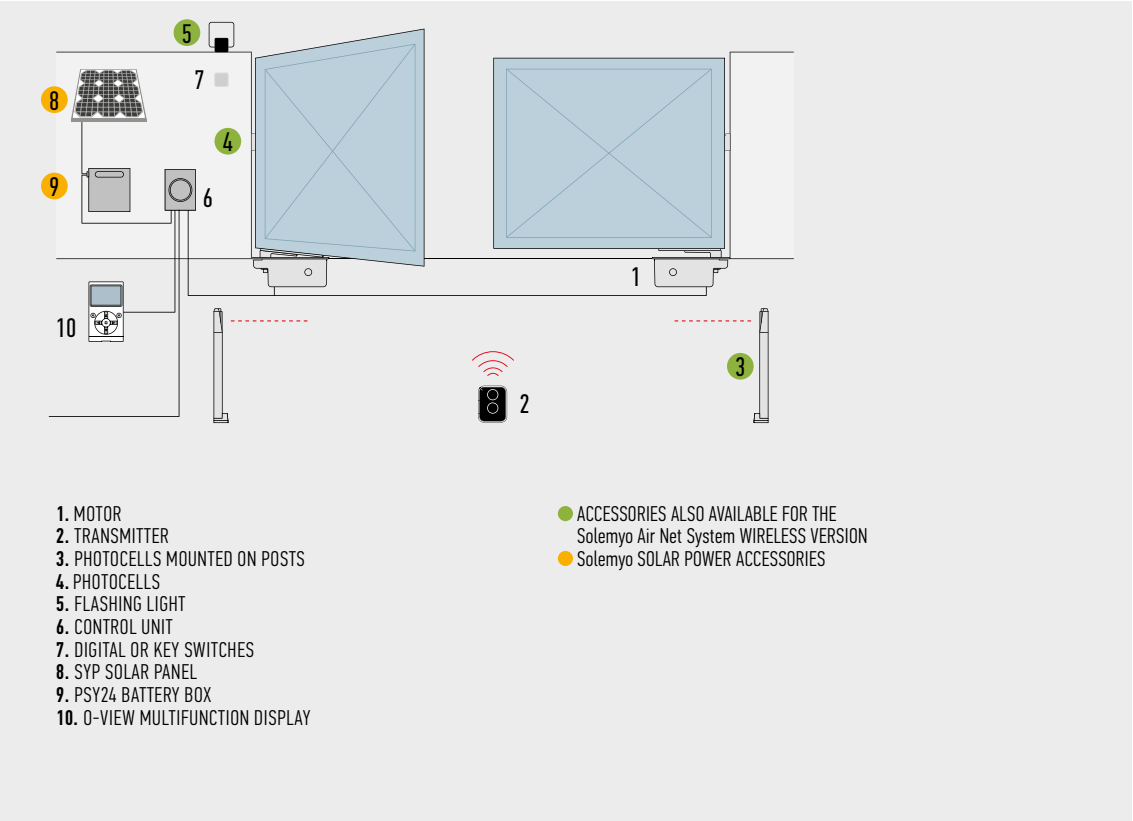 5
7
8
4
9
6
1
10
3
2
1. MOTOR
2. TRANSMITTER
3. PHOTOCELLS MOUNTED ON POSTS
4. PHOTOCELLS
5. FLASHING LIGHT
6. CONTROL UNIT
7. DIGITAL OR KEY SWITCHES
8. SYP SOLAR PANEL
9. PSY24 BATTERY BOX
10. O-VIEW MULTIFUNCTION DISPLAY
ACCESSORIES ALSO AVAILABLE FOR THE
Solemyo Air Net System WIRELESS VERSION
Solemyo SOLAR POWER ACCESSORIES